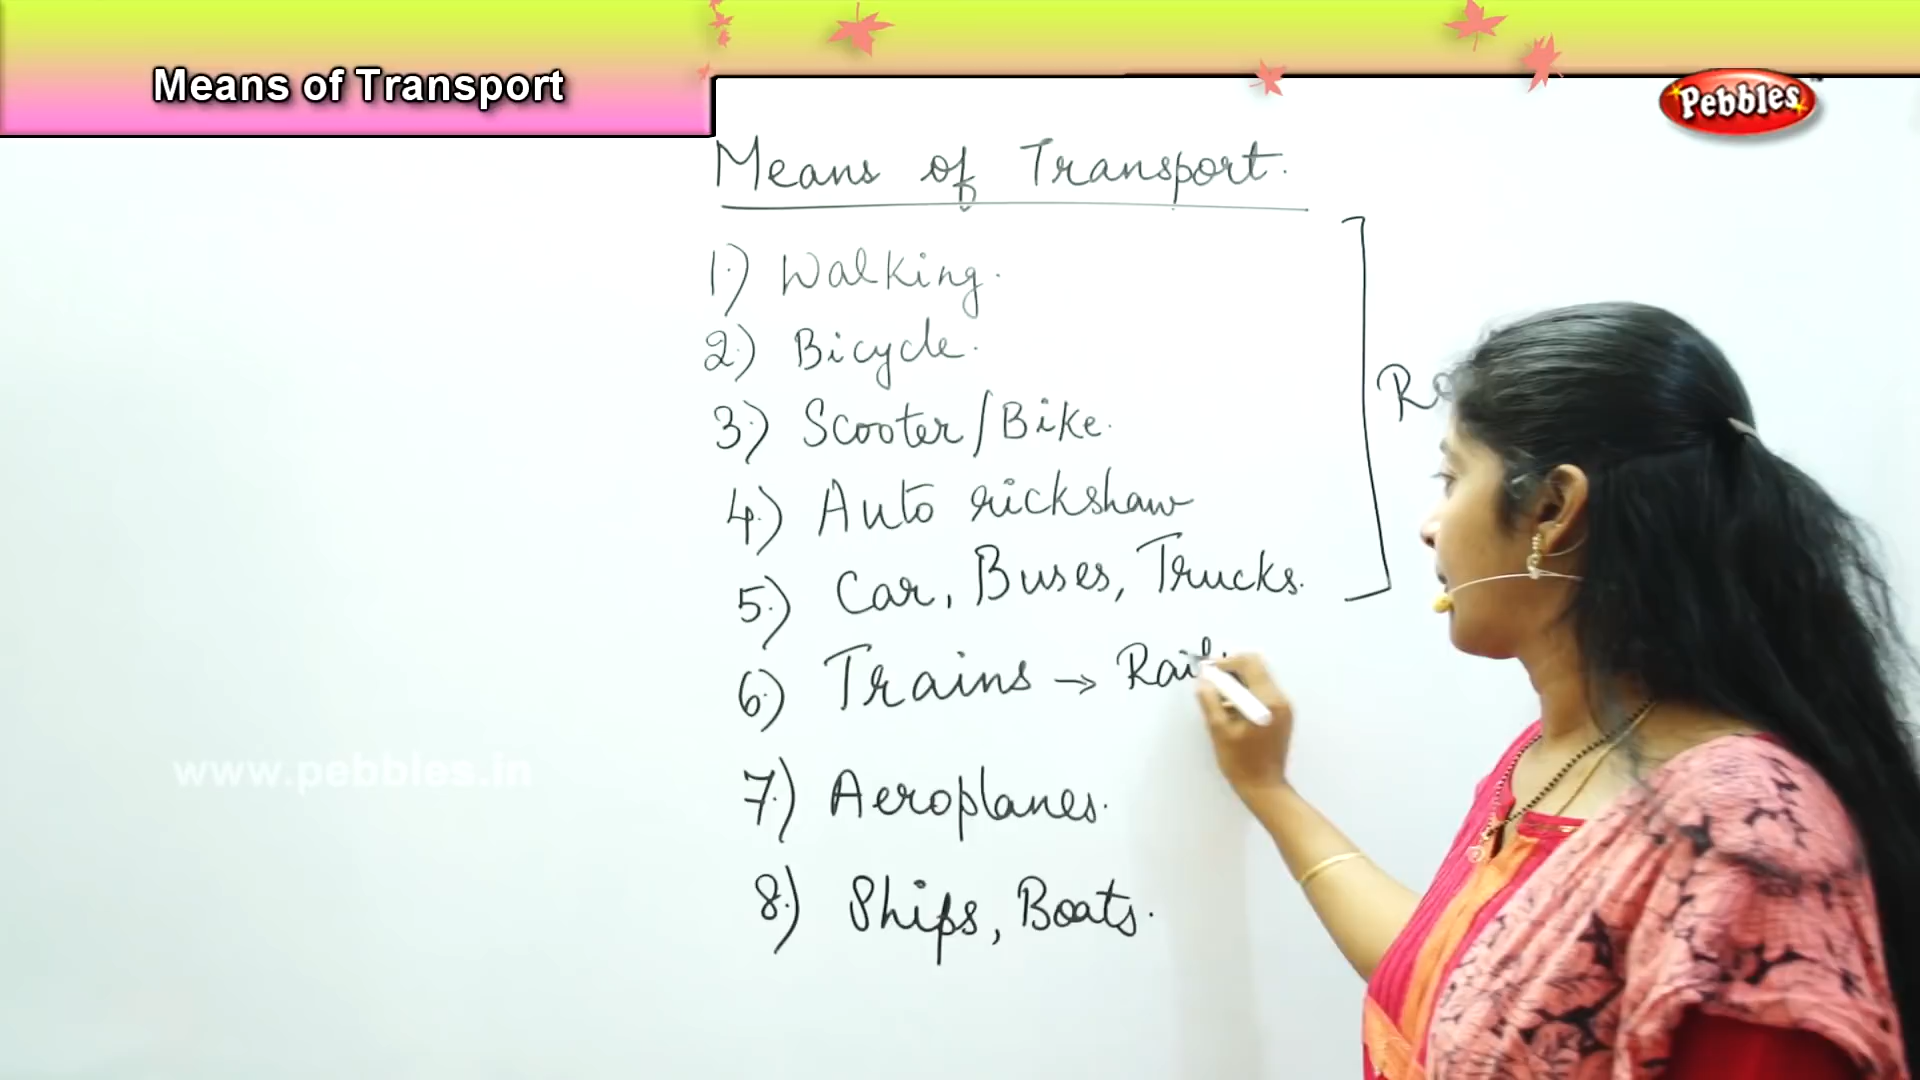 Means of Transport
Pebbles
Means of Transport.
1.) Walking.
2.) Bicycle.
3.) Scooter/Bike.
4.) Auto rickshaw
5.) Car, Buses, Trucks.
6.) Trains →
7.) Aeroplanes.
8.) Ships, Boats.
www.pebbles.in